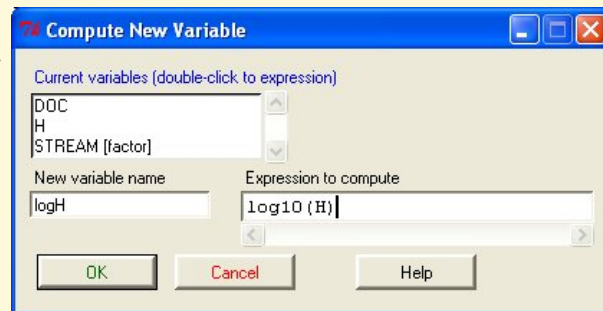 Compute New Variable
Current variables (double-click to expression)
DOC
H
STREAM [factor]
New variable name
Expression to compute
logH
log10(H)
OK
Cancel
Help